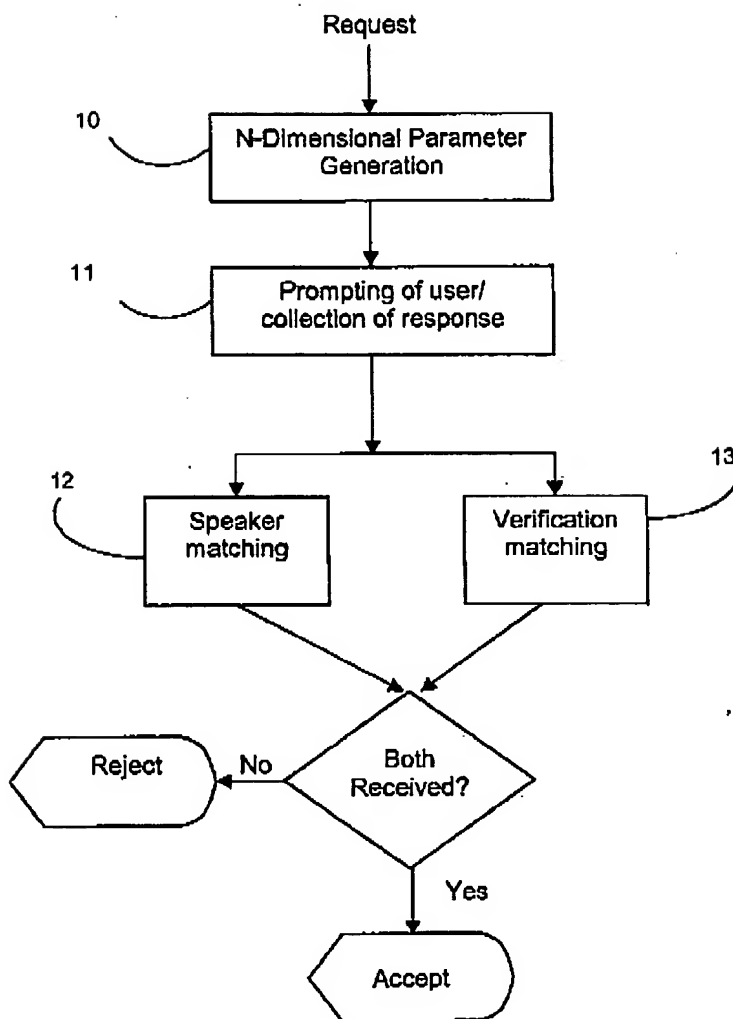 Request
10
N-Dimensional Parameter
Generation
11
Prompting of user/
collection of response
12
Speaker
matching
13
Verification
matching
Both
Received?
No
Reject
Yes
Accept